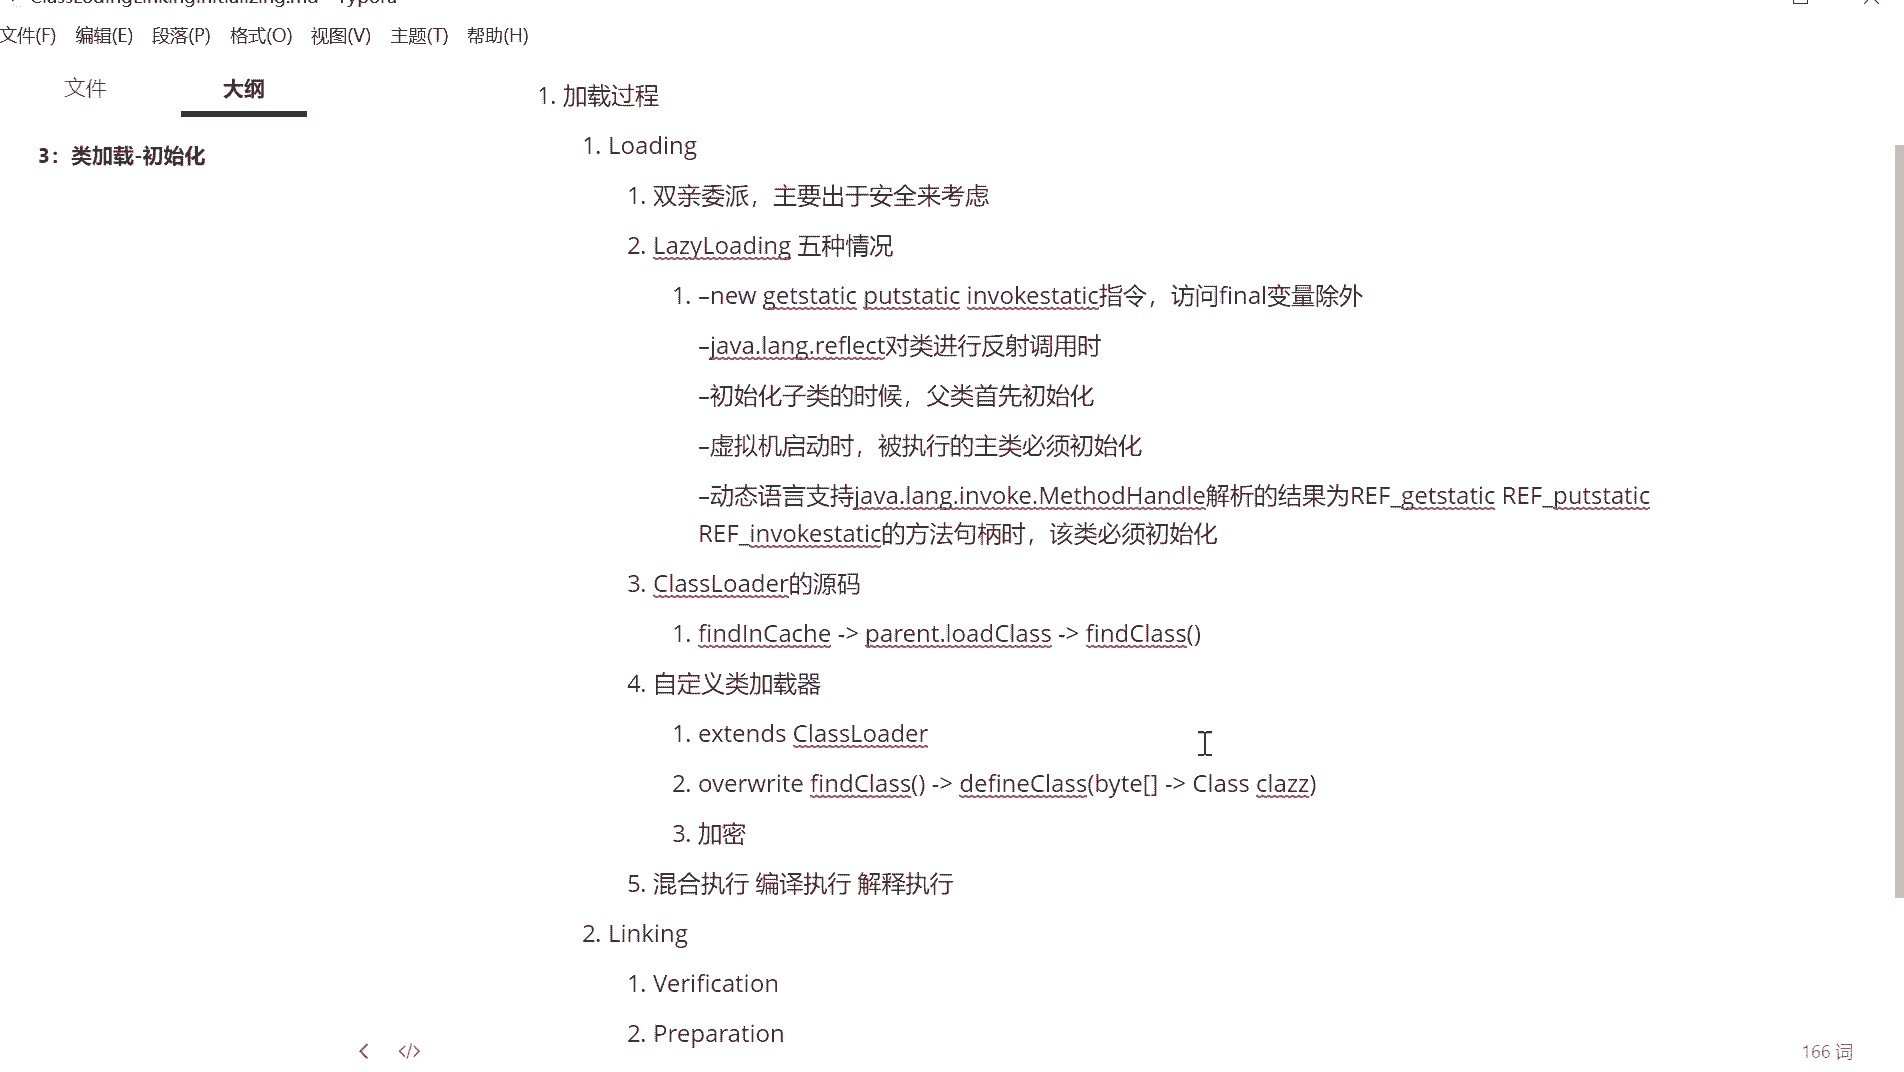 ClassLodingLinkingInitializing.md - Typora
文件(F) 编辑(E) 段落(P) 格式(O) 视图(V) 主题(T) 帮助(H)
文件 大纲
3：类加载-初始化
1. 加载过程
1. Loading
1. 双亲委派，主要出于安全来考虑
2. LazyLoading 五种情况
1. –new getstatic putstatic invokestatic指令，访问final变量除外
–java.lang.reflect对类进行反射调用时
–初始化子类的时候，父类首先初始化
–虚拟机启动时，被执行的主类必须初始化
–动态语言支持java.lang.invoke.MethodHandle解析的结果为REF_getstatic REF_putstatic
REF_invokestatic的方法句柄时，该类必须初始化
3. ClassLoader的源码
1. findInCache -> parent.loadClass -> findClass()
4. 自定义类加载器
1. extends ClassLoader
2. overwrite findClass() -> defineClass(byte[] -> Class clazz)
3. 加密
5. 混合执行 编译执行 解释执行
2. Linking
1. Verification
2. Preparation
166 词